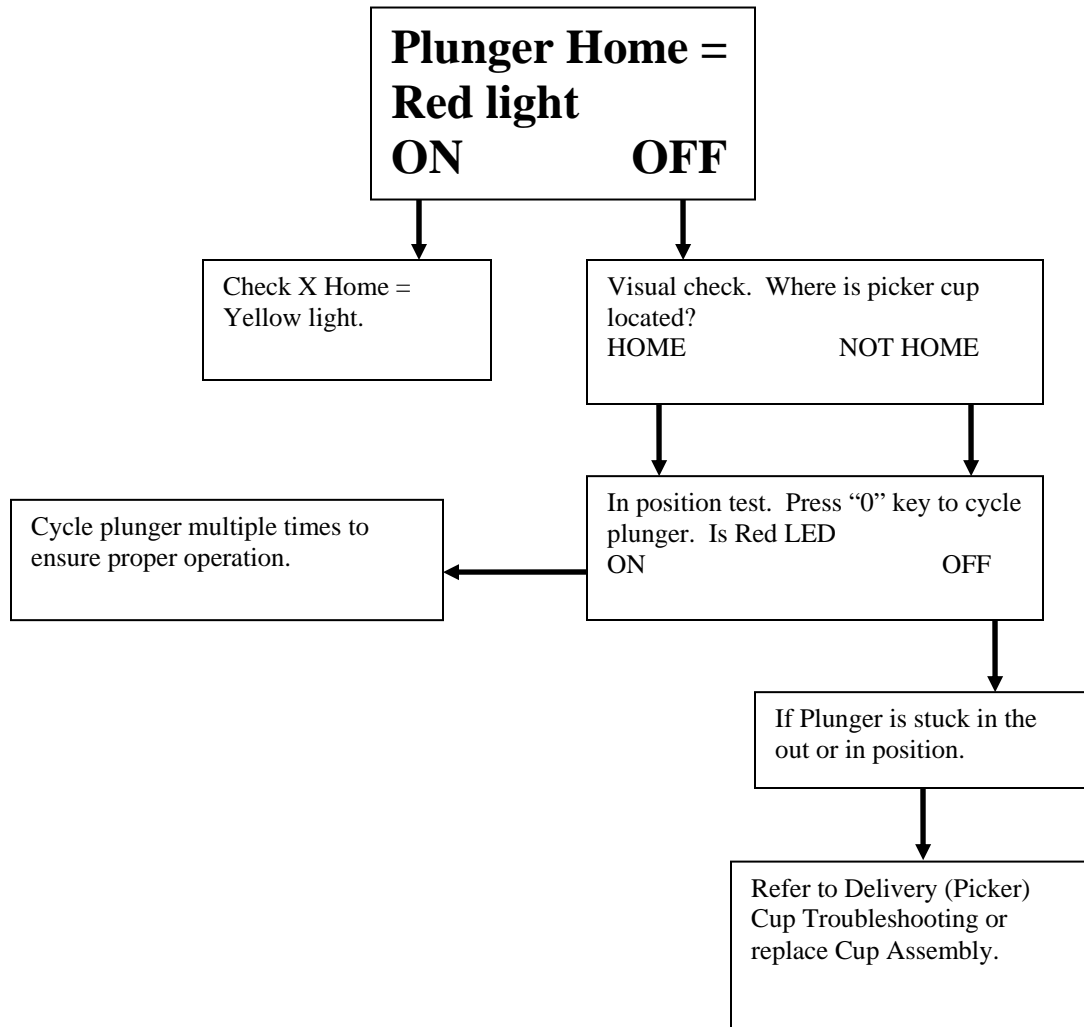 Plunger Home =
Red light
ON OFF
Check X Home =
Yellow light.
Visual check. Where is picker cup
located?
HOME NOT HOME
In position test. Press “0” key to cycle
plunger. Is Red LED
ON OFF
Cycle plunger multiple times to
ensure proper operation.
If Plunger is stuck in the
out or in position.
Refer to Delivery (Picker)
Cup Troubleshooting or
replace Cup Assembly.